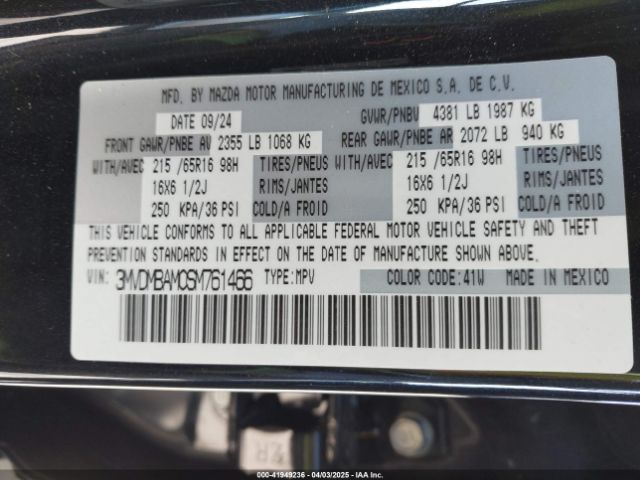 MFD. BY MAZDA MOTOR MANUFACTURING DE MEXICO S.A. DE C.V.
DATE 09/24 GVWR/PNBV 4381 LB 1987 KG
FRONT GAWR/PNBE AV 2355 LB 1068 KG REAR GAWR/PNBE AR 2072 LB 940 KG
WITH/AVEC 215 /65R16 98H TIRES/PNEUS WITH/AVEC 215 /65R16 98H TIRES/PNEUS
16X6 1/2J RIMS/JANTES 16X6 1/2J RIMS/JANTES
250 KPA/36 PSI COLD/A FROID 250 KPA/36 PSI COLD/A FROID
THIS VEHICLE CONFORMS TO ALL APPLICABLE FEDERAL MOTOR VEHICLE SAFETY AND THEFT
PREVENTION STANDARDS IN EFFECT ON THE DATE OF MANUFACTURE SHOWN ABOVE.
VIN: 3MVDMBAM0SM761466 TYPE: MPV COLOR CODE: 41W MADE IN MEXICO
000-41949236 - 04/03/2025 - IAAI.COM